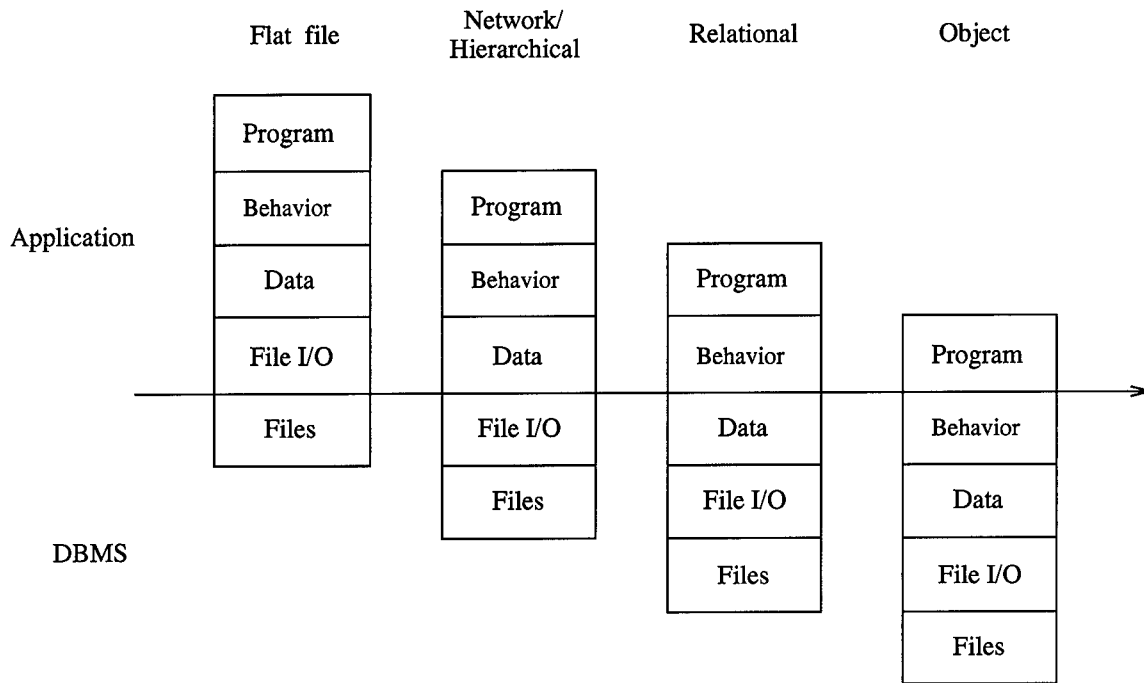 Flat file
Network/
Hierarchical
Relational
Object
Application
DBMS
Program
Behavior
Data
File I/O
Files
Program
Behavior
Data
File I/O
Files
Program
Behavior
Data
File I/O
Files
Program
Behavior
Data
File I/O
Files